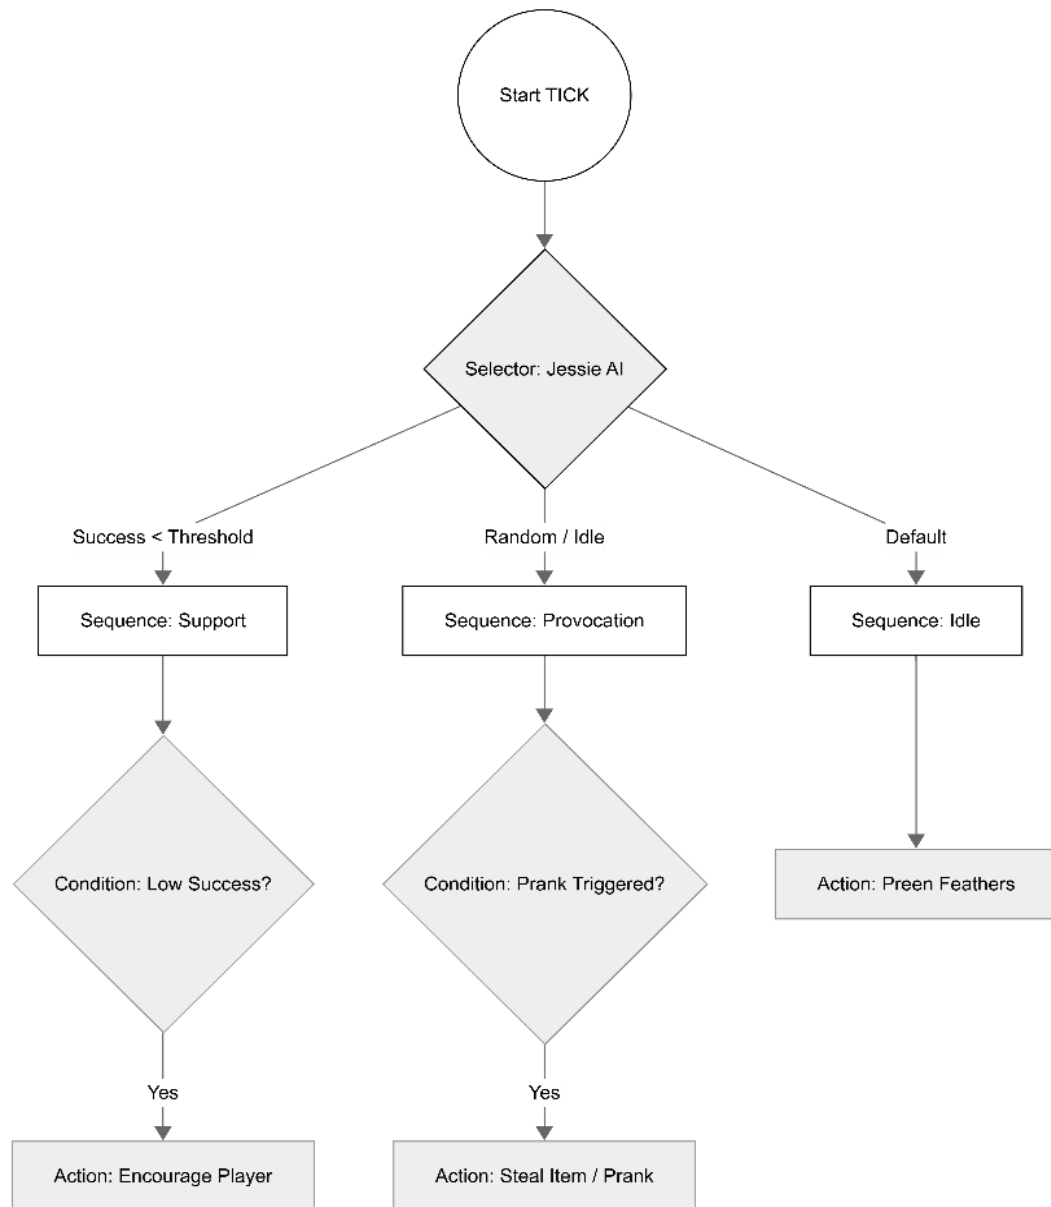 Start TICK
Selector: Jessie AI
Success < Threshold
Random / Idle
Default
Sequence: Support
Sequence: Provocation
Sequence: Idle
Condition: Low Success?
Condition: Prank Triggered?
Action: Preen Feathers
Yes
Yes
Action: Encourage Player
Action: Steal Item / Prank